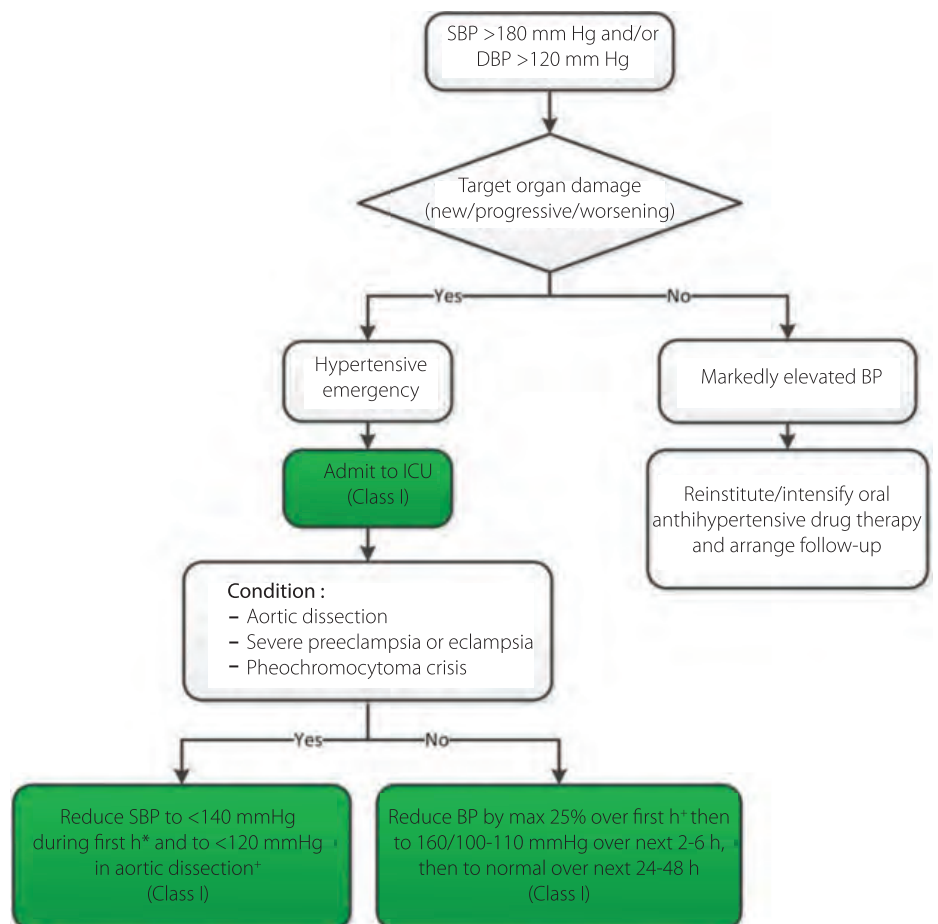 SBP >180 mm Hg and/or
DBP >120 mm Hg
Target organ damage
(new/progressive/worsening)
Yes
No
Hypertensive
emergency
Markedly elevated BP
Admit to ICU
(Class I)
Reinstitute/intensify oral
anthihypertensive drug therapy
and arrange follow-up
Condition :
– Aortic dissection
– Severe preeclampsia or eclampsia
– Pheochromocytoma crisis
Yes
No
Reduce SBP to <140 mmHg
during first h* and to <120 mmHg
in aortic dissection⁺
(Class I)
Reduce BP by max 25% over first h⁺ then
to 160/100-110 mmHg over next 2-6 h,
then to normal over next 24-48 h
(Class I)